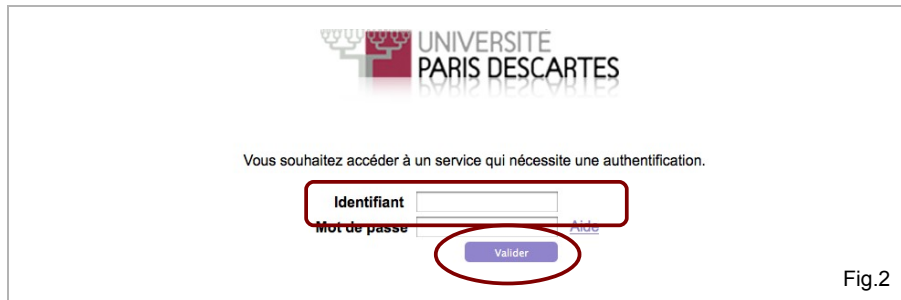 UNIVERSITÉ
PARIS DESCARTES
Vous souhaitez accéder à un service qui nécessite une authentification.
Identifiant
Mot de passe Aide
Valider
Fig.2